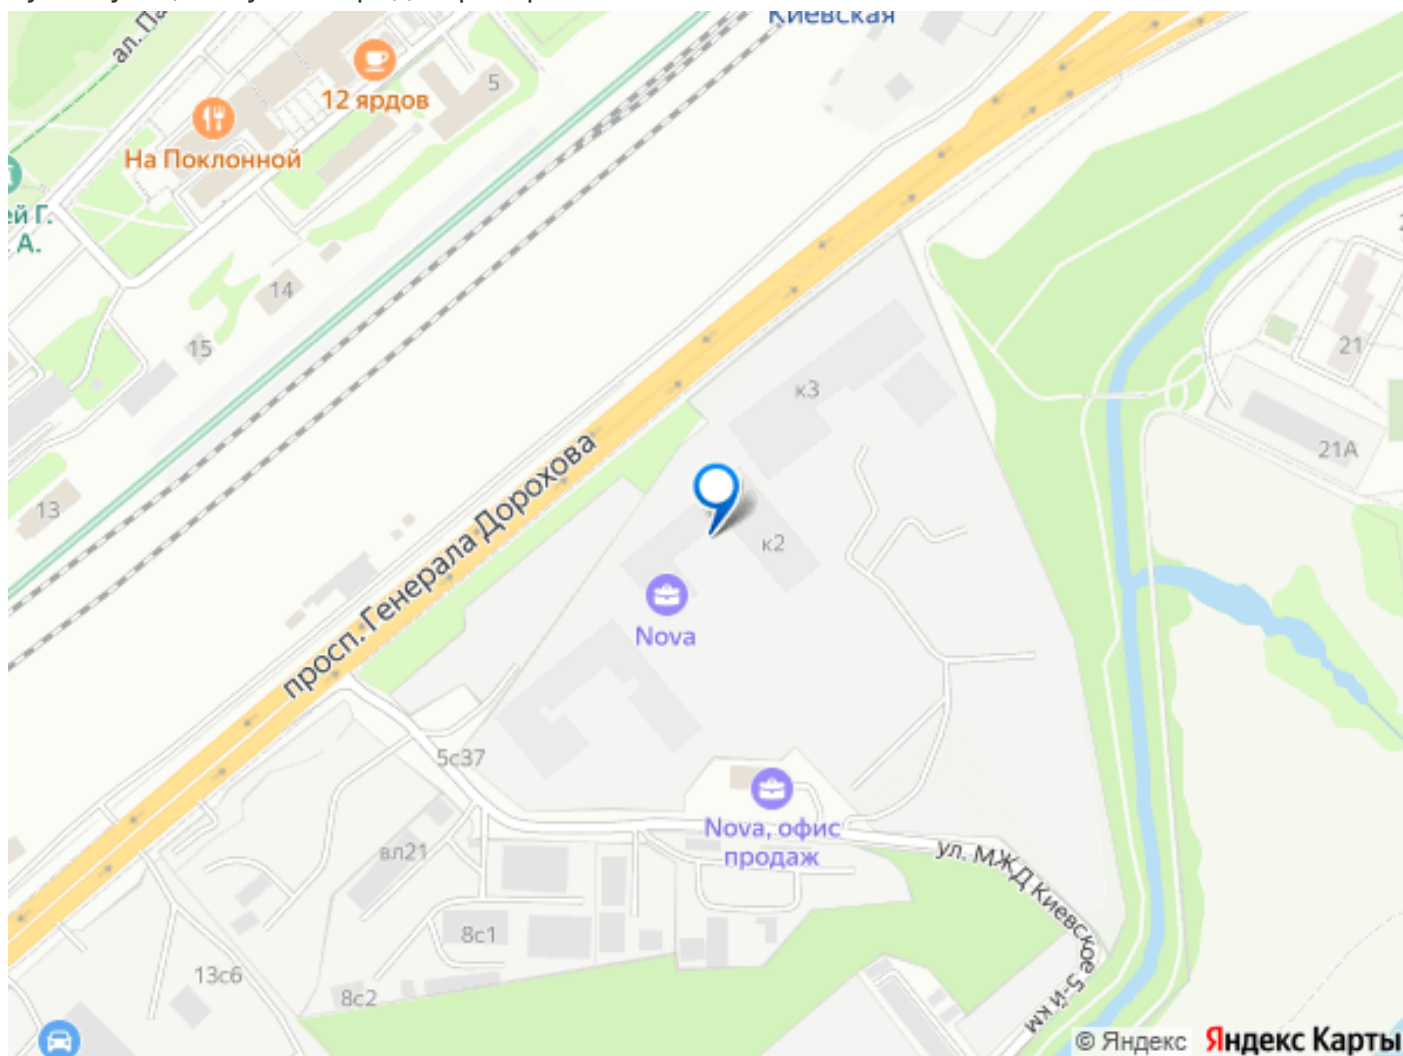 Киевская
ал. Па
5
12 ярдов
На Поклонной
ей Г.
А.
14
15
21
к3
21А
13
просп. Генерала Дорохова
к2
Nova
5с37
Nova, офис
продаж
вл21
ул. МЖД Киевское 5-й км
8с1
13с6
8с2
© Яндекс Яндекс Карты